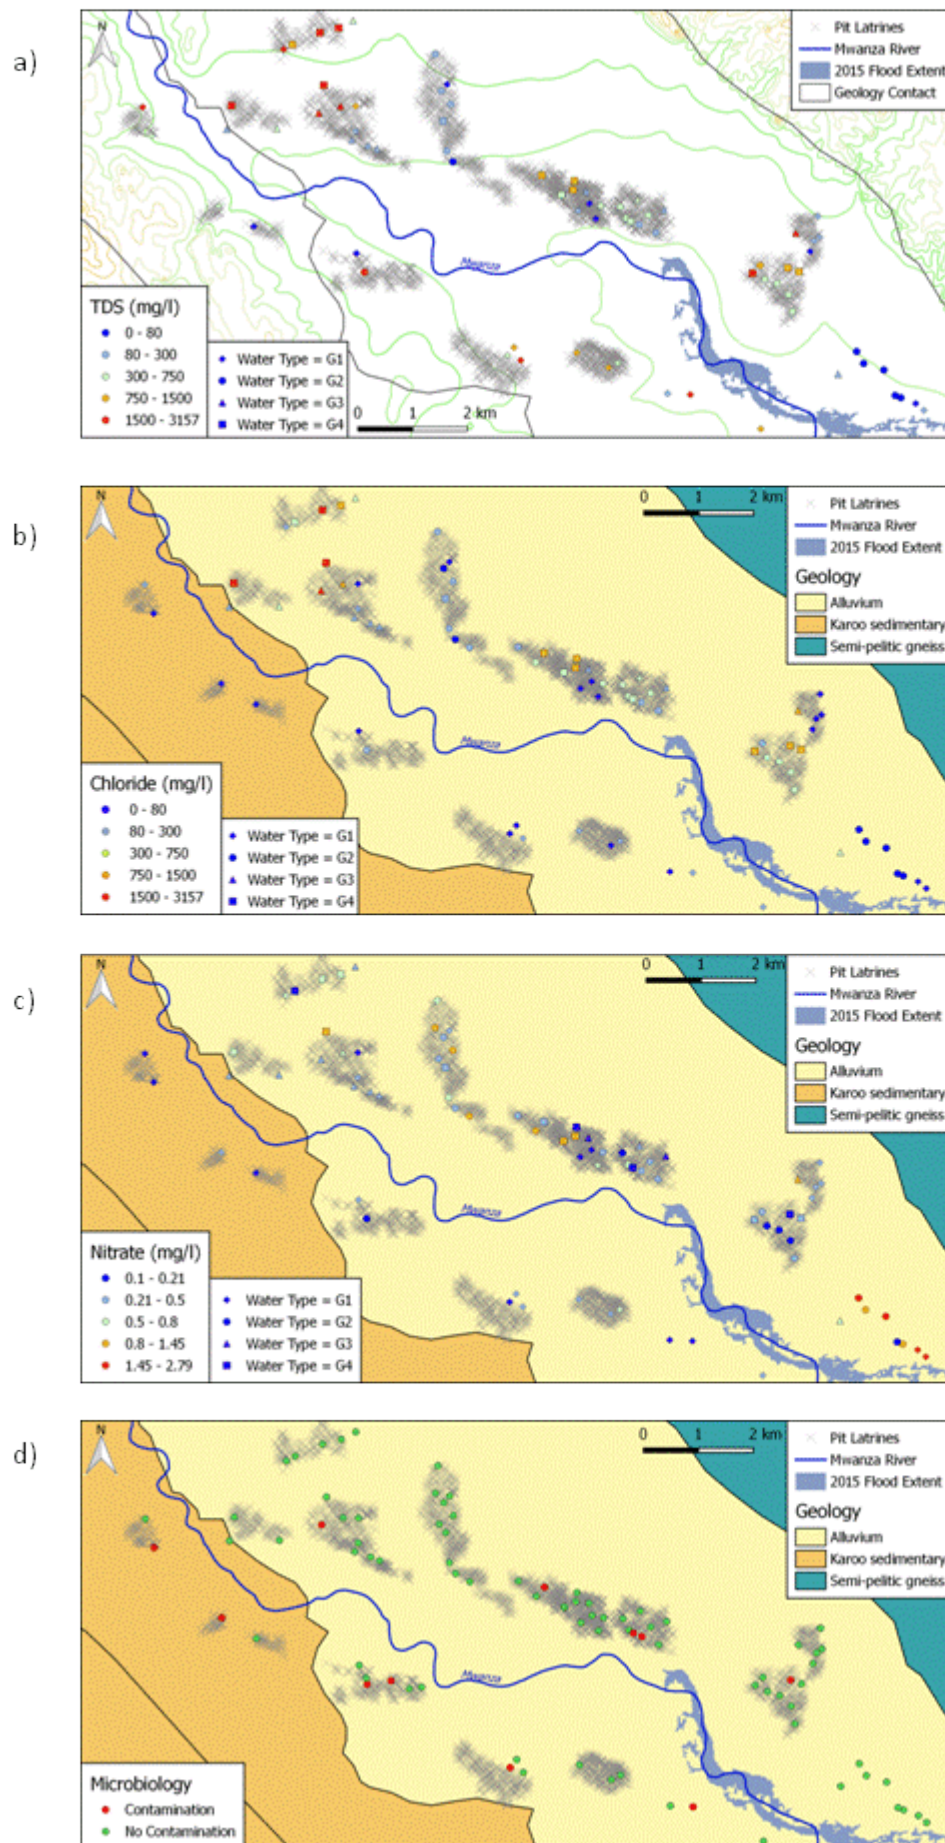 a)
N
Pit Latrines
Mwanza River
2015 Flood Extent
Geology Contact
Mwanza
TDS (mg/l)
0 - 80
80 - 300
300 - 750
750 - 1500
1500 - 3157
Water Type = G1
Water Type = G2
Water Type = G3
Water Type = G4
0 1 2 km
b)
N
0 1 2 km
Pit Latrines
Mwanza River
2015 Flood Extent
Geology
Alluvium
Karoo sedimentary
Semi-pelitic gneiss
Mwanza
Chloride (mg/l)
0 - 80
80 - 300
300 - 750
750 - 1500
1500 - 3157
Water Type = G1
Water Type = G2
Water Type = G3
Water Type = G4
c)
N
0 1 2 km
Pit Latrines
Mwanza River
2015 Flood Extent
Geology
Alluvium
Karoo sedimentary
Semi-pelitic gneiss
Mwanza
Nitrate (mg/l)
0.1 - 0.21
0.21 - 0.5
0.5 - 0.8
0.8 - 1.45
1.45 - 2.79
Water Type = G1
Water Type = G2
Water Type = G3
Water Type = G4
d)
N
0 1 2 km
Pit Latrines
Mwanza River
2015 Flood Extent
Geology
Alluvium
Karoo sedimentary
Semi-pelitic gneiss
Mwanza
Microbiology
Contamination
No Contamination